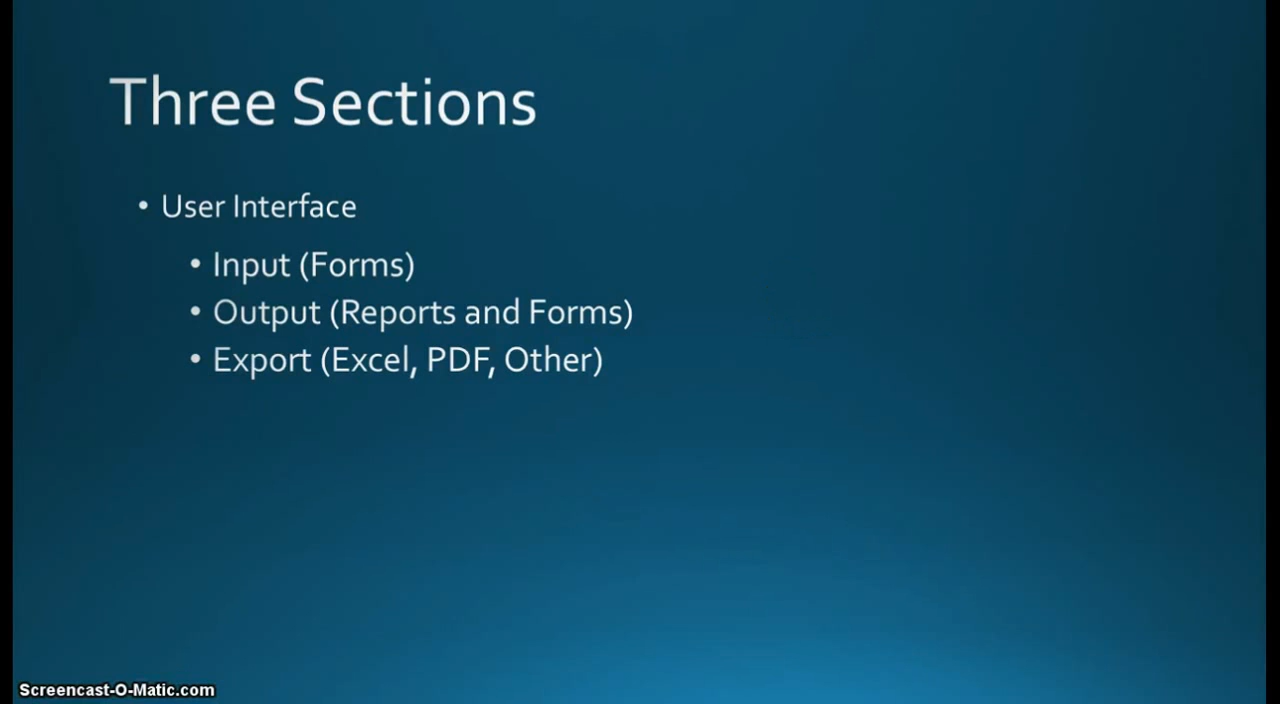 Three Sections
• User Interface
• Input (Forms)
• Output (Reports and Forms)
• Export (Excel, PDF, Other)
Screencast-O-Matic.com